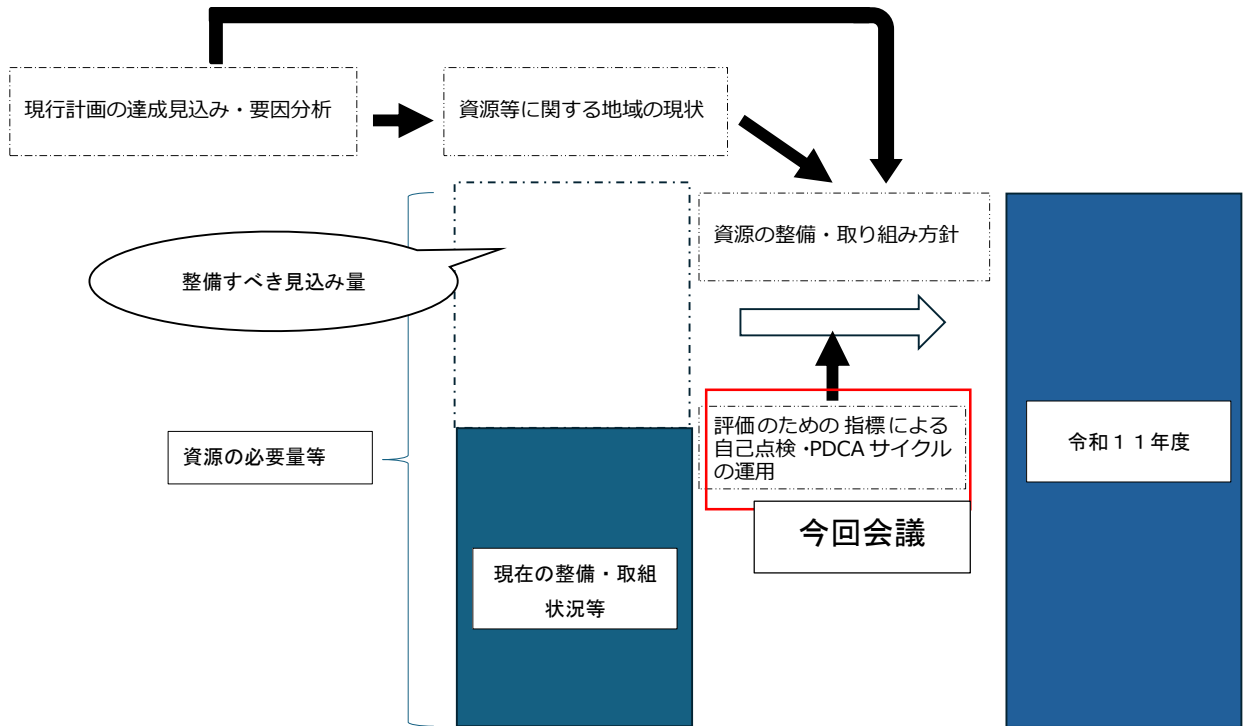 現行計画の達成見込み・要因分析
資源等に関する地域の現状
資源の整備・取り組み方針
整備すべき見込み量
評価のための指標による
自己点検・PDCAサイクル
の運用
令和１１年度
資源の必要量等
今回会議
現在の整備・取組
状況等